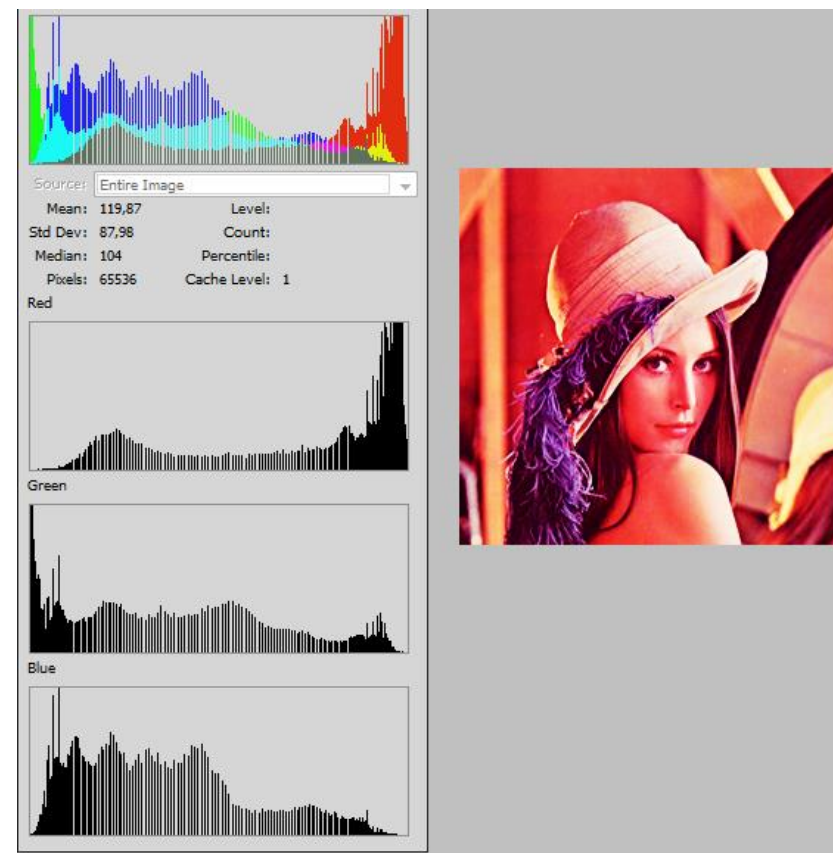 Source: Entire Image
Mean: 119,87 Level:
Std Dev: 87,98 Count:
Median: 104 Percentile:
Pixels: 65536 Cache Level: 1
Red
Green
Blue